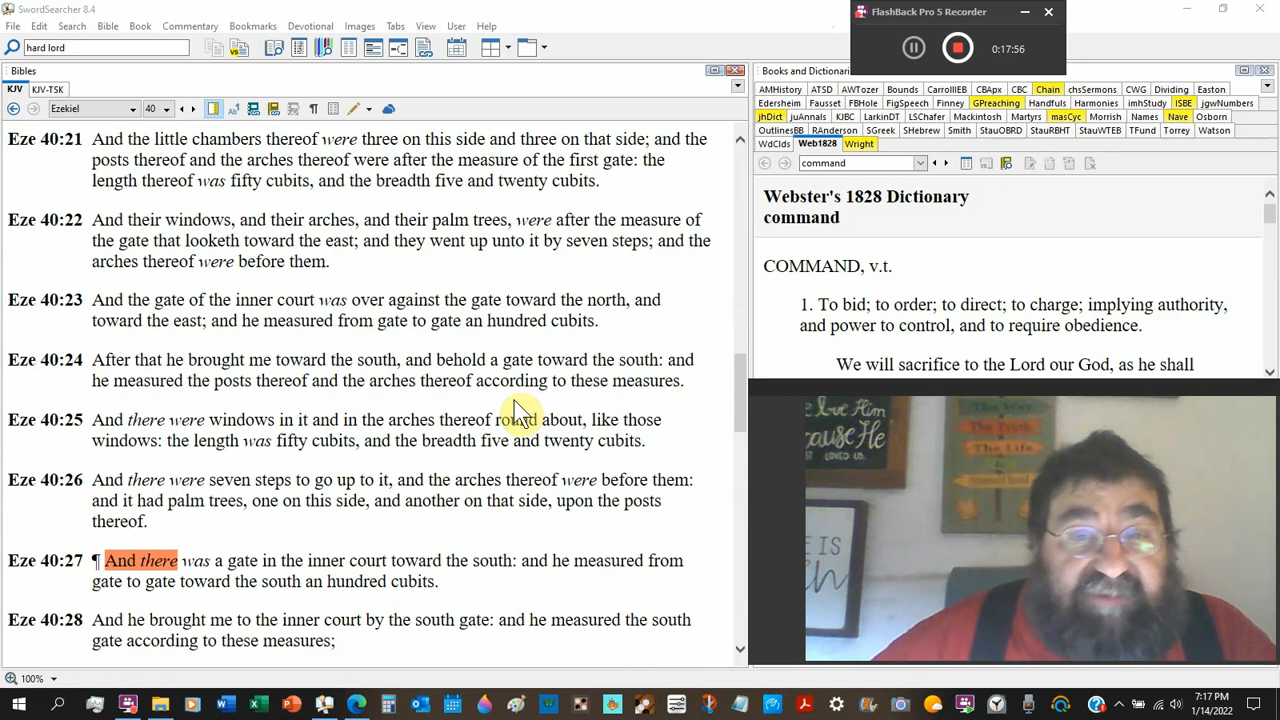 SwordSearcher 8.4
File Edit Search Bible Book Commentary Bookmarks Devotional Images Tabs View User Help
hard lord
Bibles
KJV KJV-TSK
Ezekiel 40
Eze 40:21 And the little chambers thereof were three on this side and three on that side; and the
posts thereof and the arches thereof were after the measure of the first gate: the
length thereof was fifty cubits, and the breadth five and twenty cubits.
Eze 40:22 And their windows, and their arches, and their palm trees, were after the measure of
the gate that looketh toward the east; and they went up unto it by seven steps; and the
arches thereof were before them.
Eze 40:23 And the gate of the inner court was over against the gate toward the north, and
toward the east; and he measured from gate to gate an hundred cubits.
Eze 40:24 After that he brought me toward the south, and behold a gate toward the south: and
he measured the posts thereof and the arches thereof according to these measures.
Eze 40:25 And there were windows in it and in the arches thereof round about, like those
windows: the length was fifty cubits, and the breadth five and twenty cubits.
Eze 40:26 And there were seven steps to go up to it, and the arches thereof were before them:
and it had palm trees, one on this side, and another on that side, upon the posts
thereof.
Eze 40:27 ¶ And there was a gate in the inner court toward the south: and he measured from
gate to gate toward the south an hundred cubits.
Eze 40:28 And he brought me to the inner court by the south gate: and he measured the south
gate according to these measures;
100%
FlashBack Pro 5 Recorder
0:17:56
Books and Dictionari
AMHistory ATSD AWTozer Bounds CarrollIEB CBApx CBC Chain chsSermons CWG Dividing Easton
Edersheim Fausset FBHole FigSpeech Finney GPreaching Handfuls Harmonies imhStudy ISBE jgwNumbers
jhDict juAnnals KJBC LarkinDT LSChafer Mackintosh Martyrs masCyc Morrish Names Nave Osborn
OutlinesBB RAnderson SGreek SHebrew Smith StauOBRD StauRBHT StauWTEB TFund Torrey Watson
WdClds Web1828 Wright
command
Webster's 1828 Dictionary
command
COMMAND, v.t.
1. To bid; to order; to direct; to charge; implying authority,
and power to control, and to require obedience.
We will sacrifice to the Lord our God, as he shall
love Him
cause He
LOVED US.
The Way
The Truth
The Life
7:17 PM
1/14/2022